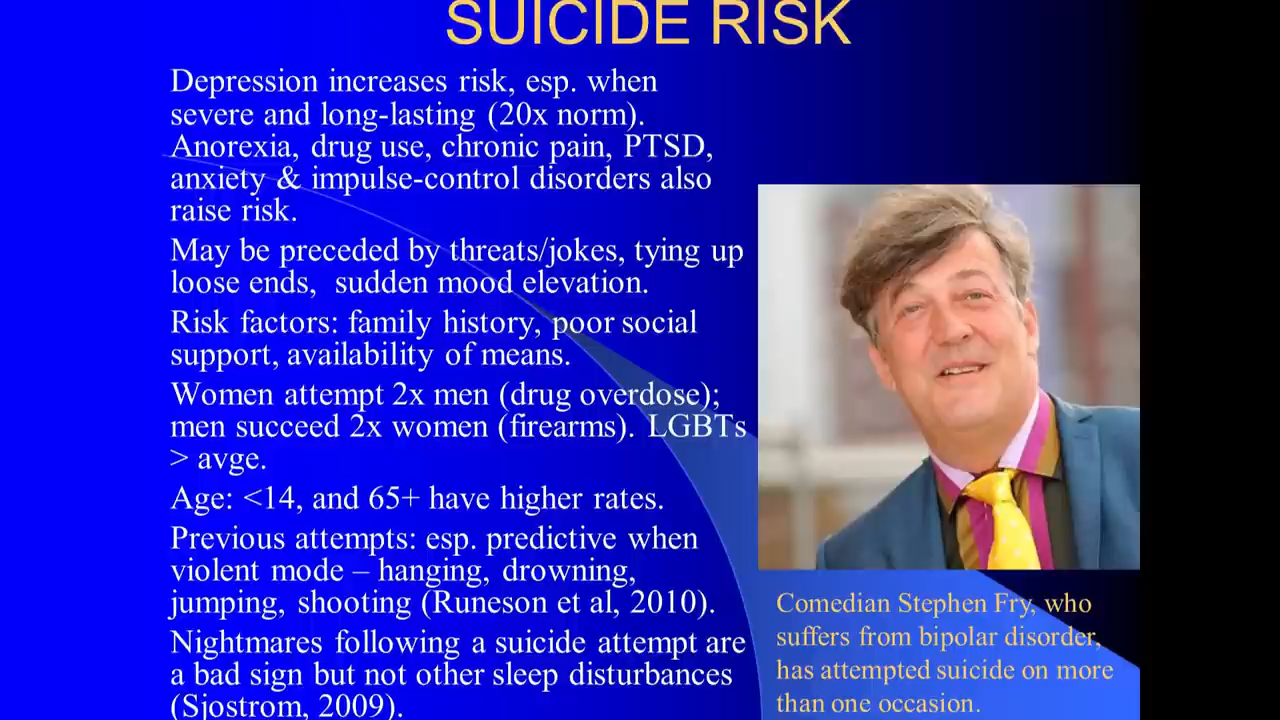 SUICIDE RISK
Depression increases risk, esp. when
severe and long-lasting (20x norm).
Anorexia, drug use, chronic pain, PTSD,
anxiety & impulse-control disorders also
raise risk.
May be preceded by threats/jokes, tying up
loose ends,  sudden mood elevation.
Risk factors: family history, poor social
support, availability of means.
Women attempt 2x men (drug overdose);
men succeed 2x women (firearms). LGBTs
> avge.
Age: <14, and 65+ have higher rates.
Previous attempts: esp. predictive when
violent mode – hanging, drowning,
jumping, shooting (Runeson et al, 2010).
Nightmares following a suicide attempt are
a bad sign but not other sleep disturbances
(Sjostrom, 2009).
Comedian Stephen Fry, who
suffers from bipolar disorder,
has attempted suicide on more
than one occasion.